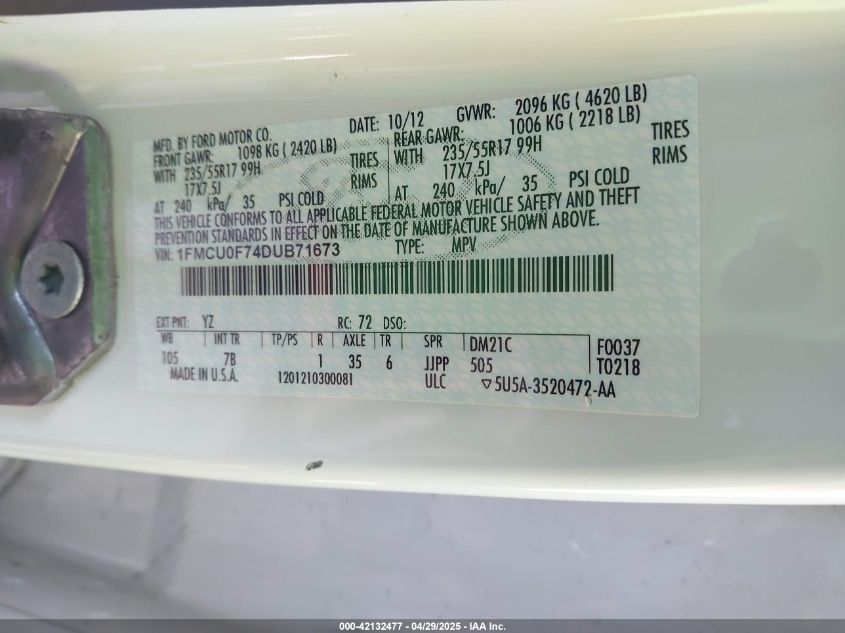 MFD. BY FORD MOTOR CO.
DATE: 10/12 GVWR: 2096 KG ( 4620 LB)
FRONT GAWR: 1098 KG ( 2420 LB)
REAR GAWR: 1006 KG ( 2218 LB)
WITH 235/55R17 99H TIRES
WITH 235/55R17 99H TIRES
17X7.5J RIMS
17X7.5J RIMS
AT 240 kPa/ 35 PSI COLD
AT 240 kPa/ 35 PSI COLD
THIS VEHICLE CONFORMS TO ALL APPLICABLE FEDERAL MOTOR VEHICLE SAFETY AND THEFT
PREVENTION STANDARDS IN EFFECT ON THE DATE OF MANUFACTURE SHOWN ABOVE.
VIN: 1FMCU0F74DUB71673 TYPE: MPV
EXT PNT: YZ RC: 72 DSO:
WB INT TR TP/PS R AXLE TR SPR DM21C F0037
105 7B 1 35 6 JJPP 505 T0218
MADE IN U.S.A. 1201210300081 ULC ▽5U5A-3520472-AA
000-42132477 - 04/29/2025 - IAA Inc.